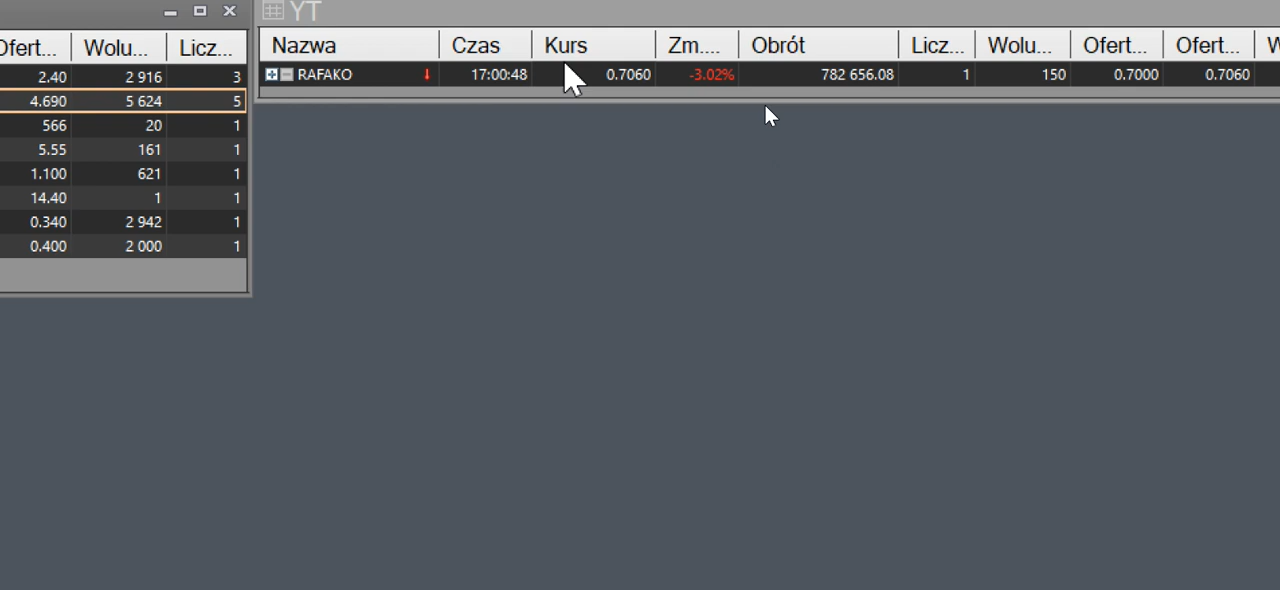 YT
Ofert... Wolu... Licz...
2.40 2 916 3
4.690 5 624 5
566 20 1
5.55 161 1
1.100 621 1
14.40 1 1
0.340 2 942 1
0.400 2 000 1
Nazwa Czas Kurs Zm.... Obrót Licz... Wolu... Ofert... Ofert... W
RAFAKO 17:00:48 0.7060 -3.02% 782 656.08 1 150 0.7000 0.7060